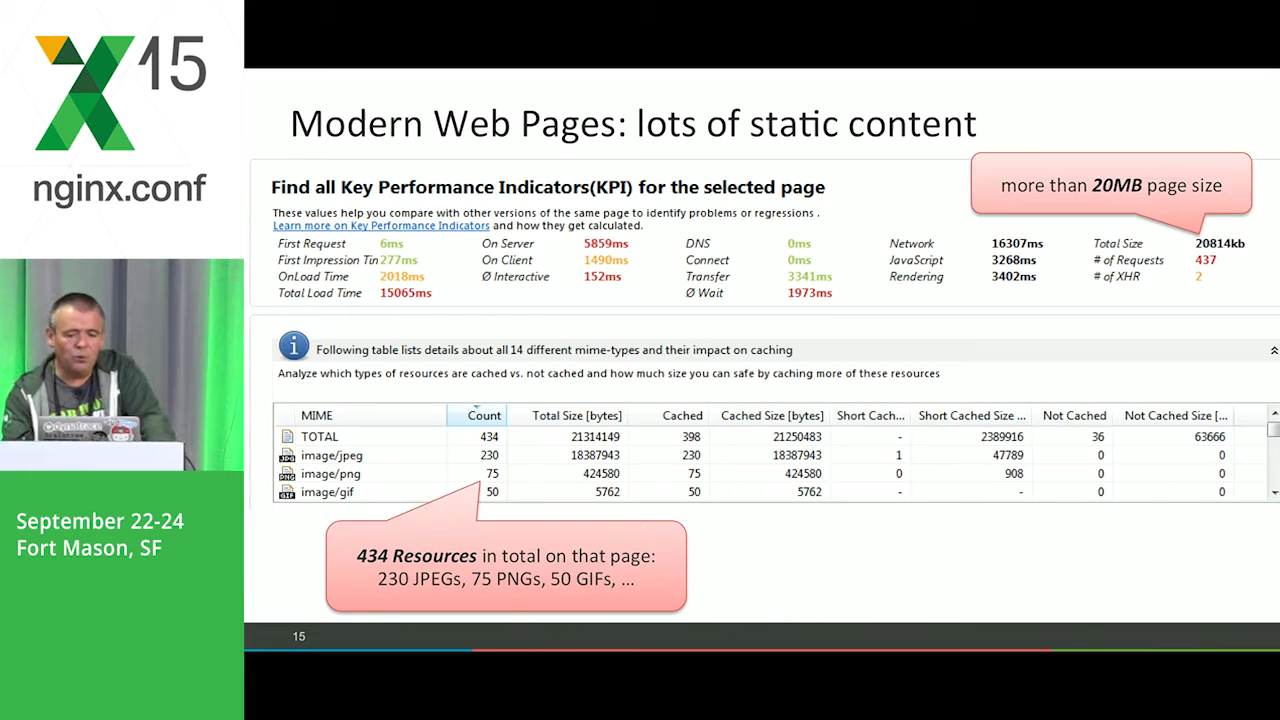 15
nginx.conf
September 22-24
Fort Mason, SF
Modern Web Pages: lots of static content
more than 20MB page size
Find all Key Performance Indicators(KPI) for the selected page
These values help you compare with other versions of the same page to identify problems or regressions .
Learn more on Key Performance Indicators and how they get calculated.
First Request 6ms On Server 5859ms DNS 0ms Network 16307ms Total Size 20814kb
First Impression Tin 277ms On Client 1490ms Connect 0ms JavaScript 3268ms # of Requests 437
OnLoad Time 2018ms Ø Interactive 152ms Transfer 3341ms Rendering 3402ms # of XHR 2
Total Load Time 15065ms Ø Wait 1973ms
Following table lists details about all 14 different mime-types and their impact on caching
Analyze which types of resources are cached vs. not cached and how much size you can safe by caching more of these resources
MIME Count Total Size [bytes] Cached Cached Size [bytes] Short Cach... Short Cached Size ... Not Cached Not Cached Size [...
TOTAL 434 21314149 398 21250483 - 2389916 36 63666
image/jpeg 230 18387943 230 18387943 1 47789 0 0
image/png 75 424580 75 424580 0 908 0 0
image/gif 50 5762 50 5762 - - 0 0
434 Resources in total on that page:
230 JPEGs, 75 PNGs, 50 GIFs, ...
15